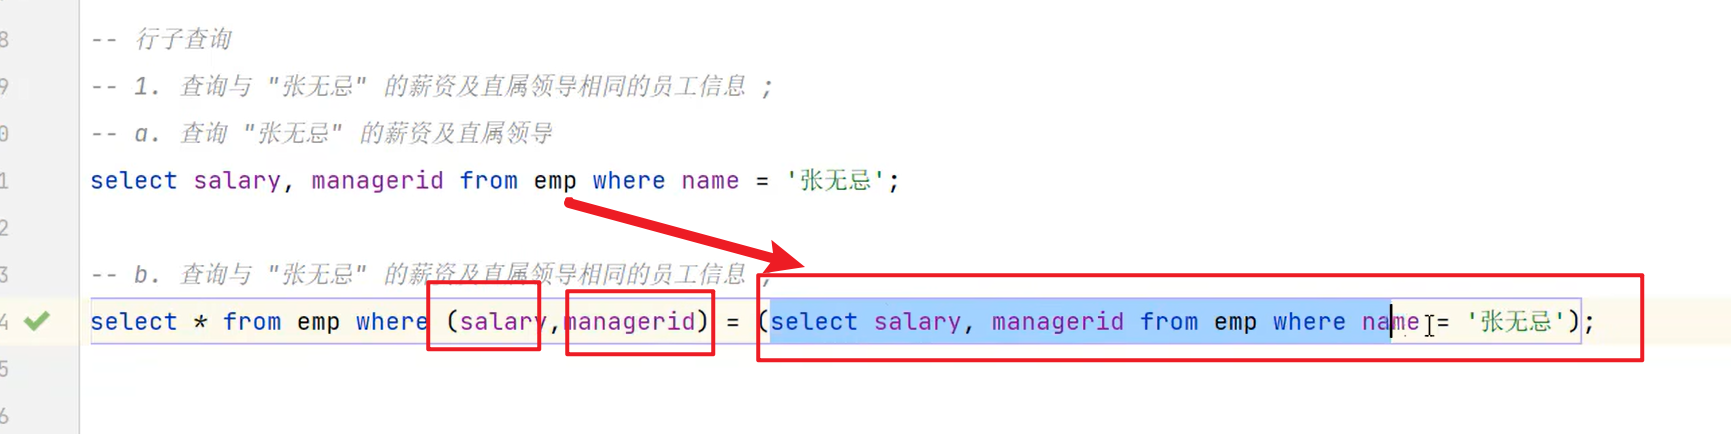 8 -- 行子查询
9 -- 1. 查询与 "张无忌" 的薪资及直属领导相同的员工信息 ;
0 -- a. 查询 "张无忌" 的薪资及直属领导
1 select salary, managerid from emp where name = '张无忌';
2
3 -- b. 查询与 "张无忌" 的薪资及直属领导相同的员工信息 ;
4 select * from emp where (salary,managerid) = (select salary, managerid from emp where name = '张无忌');
5
6